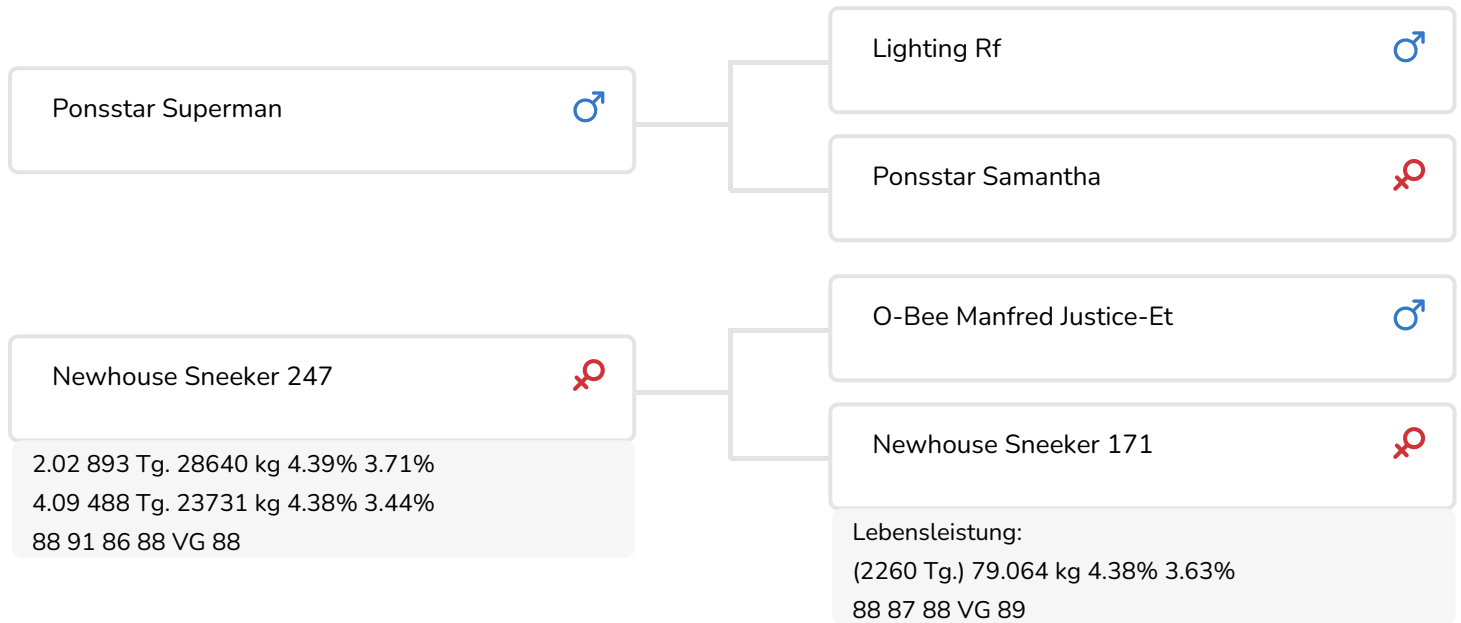 Lighting Rf
Ponsstar Superman
Ponsstar Samantha
O-Bee Manfred Justice-Et
Newhouse Sneeker 247
2.02 893 Tg. 28640 kg 4.39% 3.71%
4.09 488 Tg. 23731 kg 4.38% 3.44%
88 91 86 88 VG 88
Newhouse Sneeker 171
Lebensleistung:
(2260 Tg.) 79.064 kg 4.38% 3.63%
88 87 88 VG 89